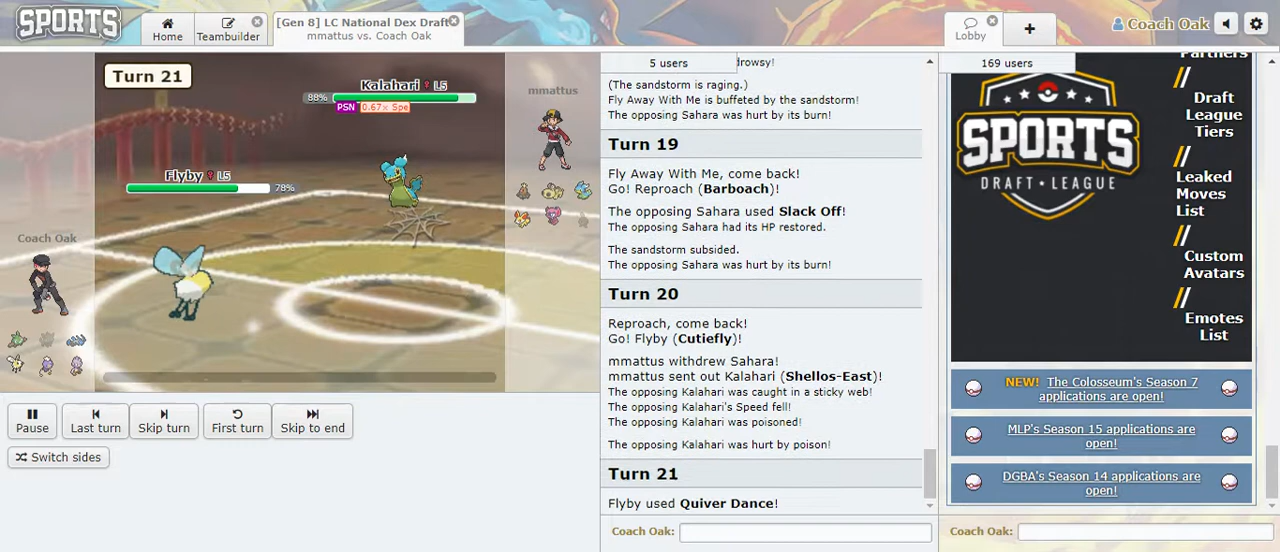 SPORTS
Home
Teambuilder
[Gen 8] LC National Dex Draft
mmattus vs. Coach Oak
Lobby
Coach Oak
Turn 21
Kalahari L5
88%
PSN 0.67x Spe
mmattus
Flyby L5
78%
Coach Oak
Pause
Last turn
Skip turn
First turn
Skip to end
Switch sides
5 users
drowsy!
(The sandstorm is raging.)
Fly Away With Me is buffeted by the sandstorm!
The opposing Sahara was hurt by its burn!
Turn 19
Fly Away With Me, come back!
Go! Reproach (Barboach)!
The opposing Sahara used Slack Off!
The opposing Sahara had its HP restored.
The sandstorm subsided.
The opposing Sahara was hurt by its burn!
Turn 20
Reproach, come back!
Go! Flyby (Cutiefly)!
mmattus withdrew Sahara!
mmattus sent out Kalahari (Shellos-East)!
The opposing Kalahari was caught in a sticky web!
The opposing Kalahari's Speed fell!
The opposing Kalahari was poisoned!
The opposing Kalahari was hurt by poison!
Turn 21
Flyby used Quiver Dance!
Coach Oak:
169 users
Partners
//
Draft
League
Tiers
//
Leaked
Moves
List
//
Custom
Avatars
//
Emotes
List
SPORTS
DRAFT • LEAGUE
NEW! The Colosseum's Season 7
applications are open!
MLP's Season 15 applications are
open!
DGBA's Season 14 applications are
open!
Coach Oak: